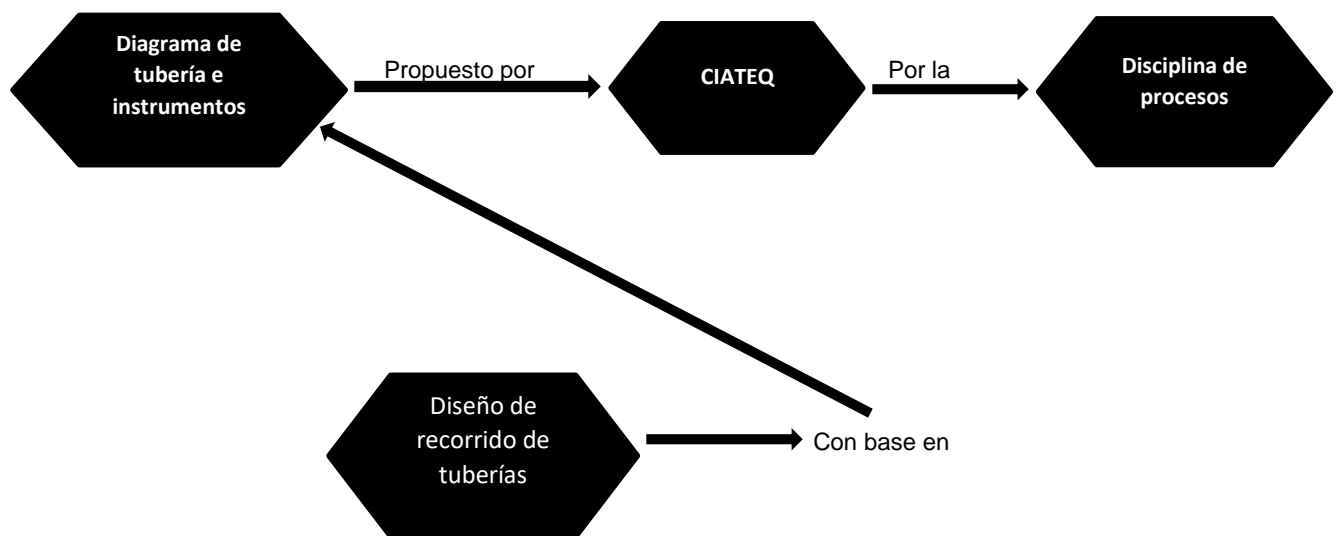 Diagrama de
tubería e
instrumentos
Propuesto por
CIATEQ
Por la
Disciplina de
procesos
Diseño de
recorrido de
tuberías
Con base en